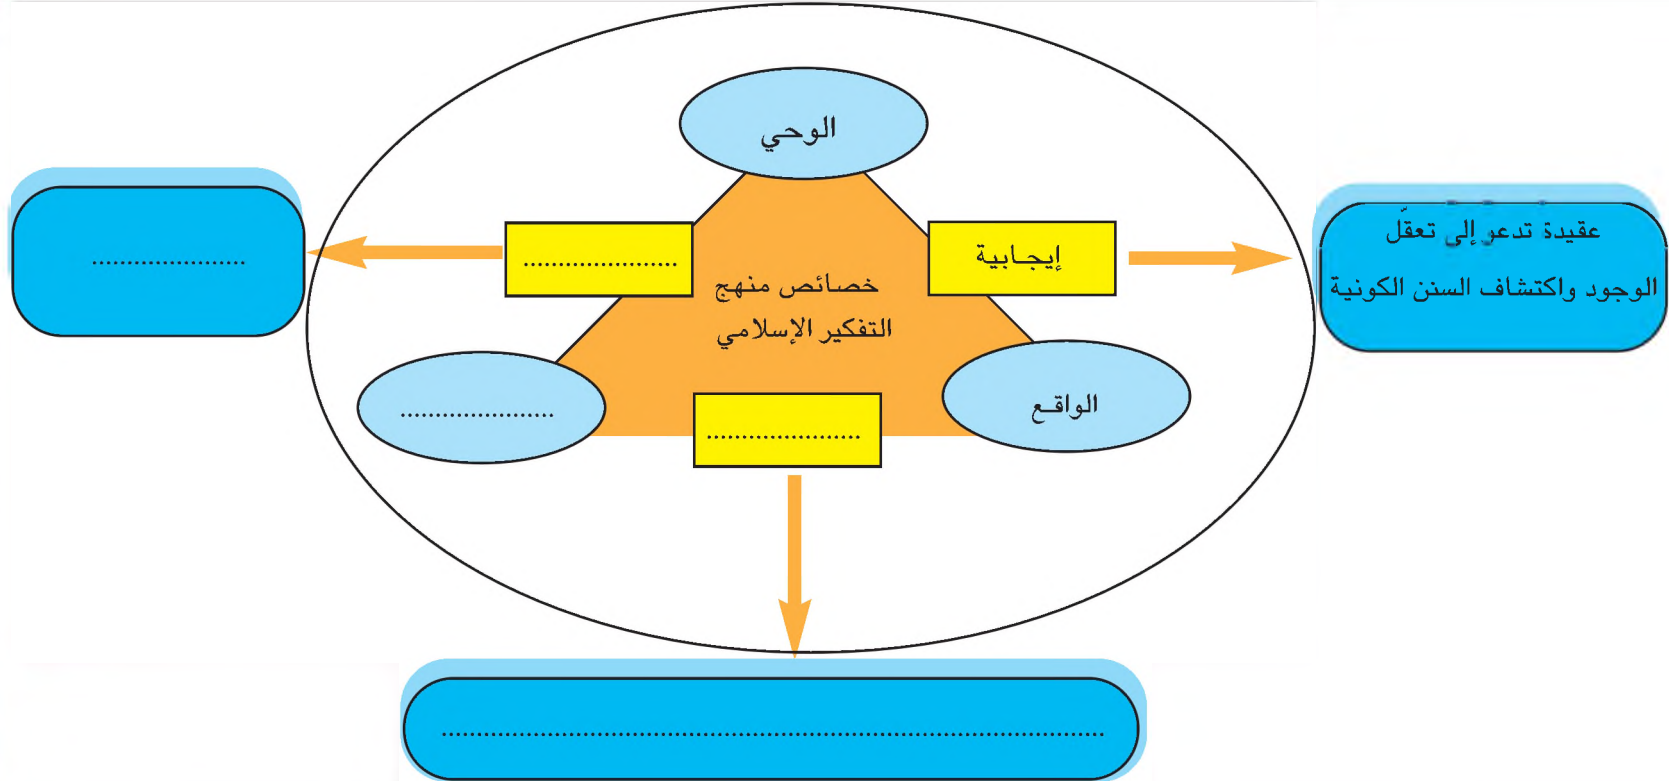 الوحي
عقيدة تدعو إلى تعقّل
الوجود واكتشاف السنن الكونية
إيجابية
.....................
.....................
خصائص منهج
التفكير الإسلامي
الواقع
.....................
.....................
............................................................................................